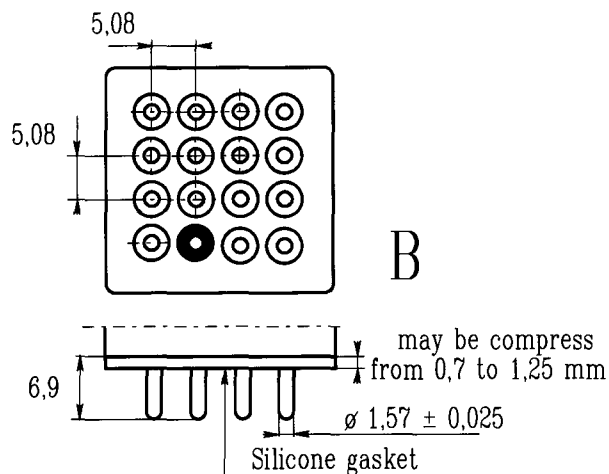 5,08
5,08
B
may be compress
from 0,7 to 1,25 mm
6,9
ø 1,57 ± 0,025
Silicone gasket